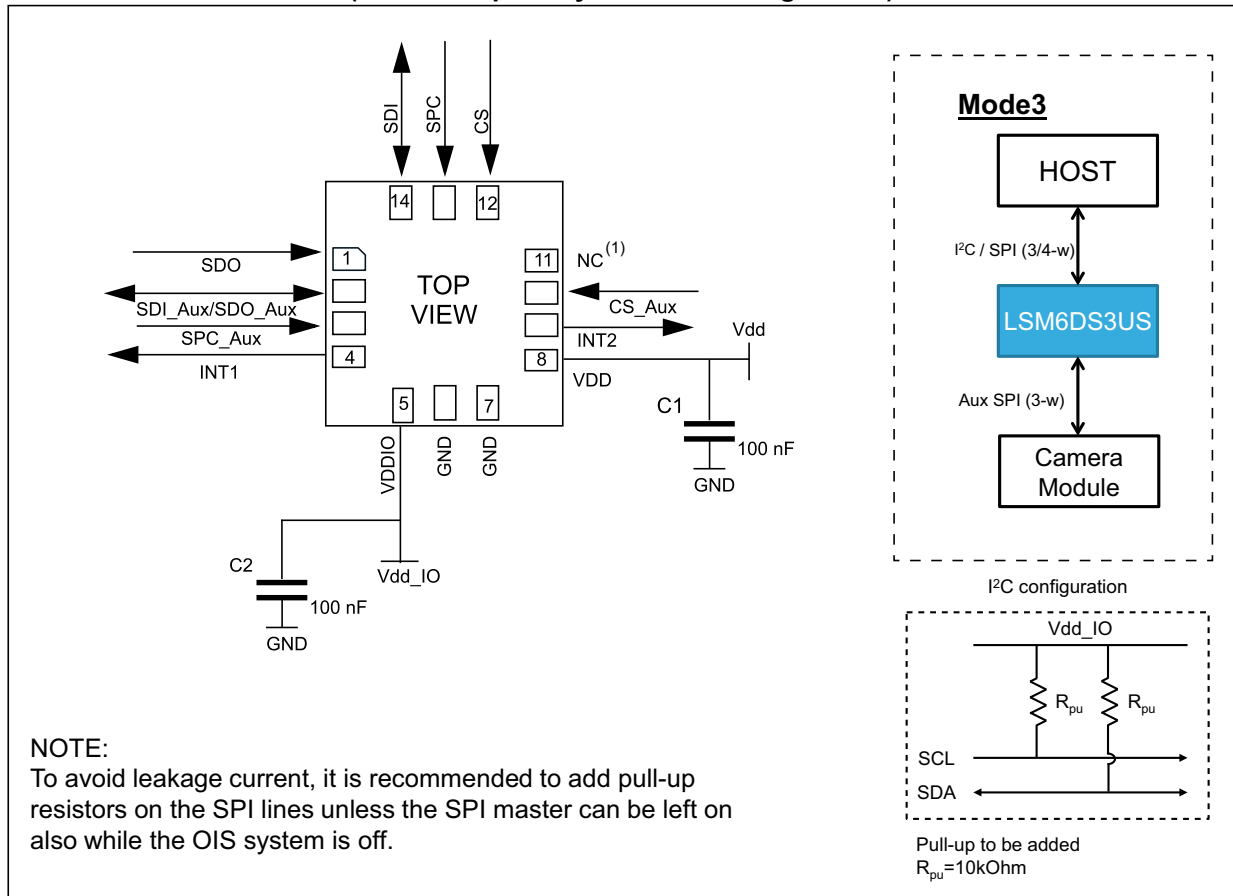 SDI
SPC
CS
14
12
1
SDO
SDI_Aux/SDO_Aux
SPC_Aux
4
INT1
TOP
VIEW
11
NC(1)
CS_Aux
INT2
8
VDD
Vdd
5
7
VDDIO
GND
GND
C1
100 nF
GND
C2
100 nF
GND
Vdd_IO
Mode3
HOST
I²C / SPI (3/4-w)
LSM6DS3US
Aux SPI (3-w)
Camera
Module
I²C configuration
Vdd_IO
Rpu
Rpu
SCL
SDA
Pull-up to be added
Rpu=10kOhm
NOTE:
To avoid leakage current, it is recommended to add pull-up
resistors on the SPI lines unless the SPI master can be left on
also while the OIS system is off.